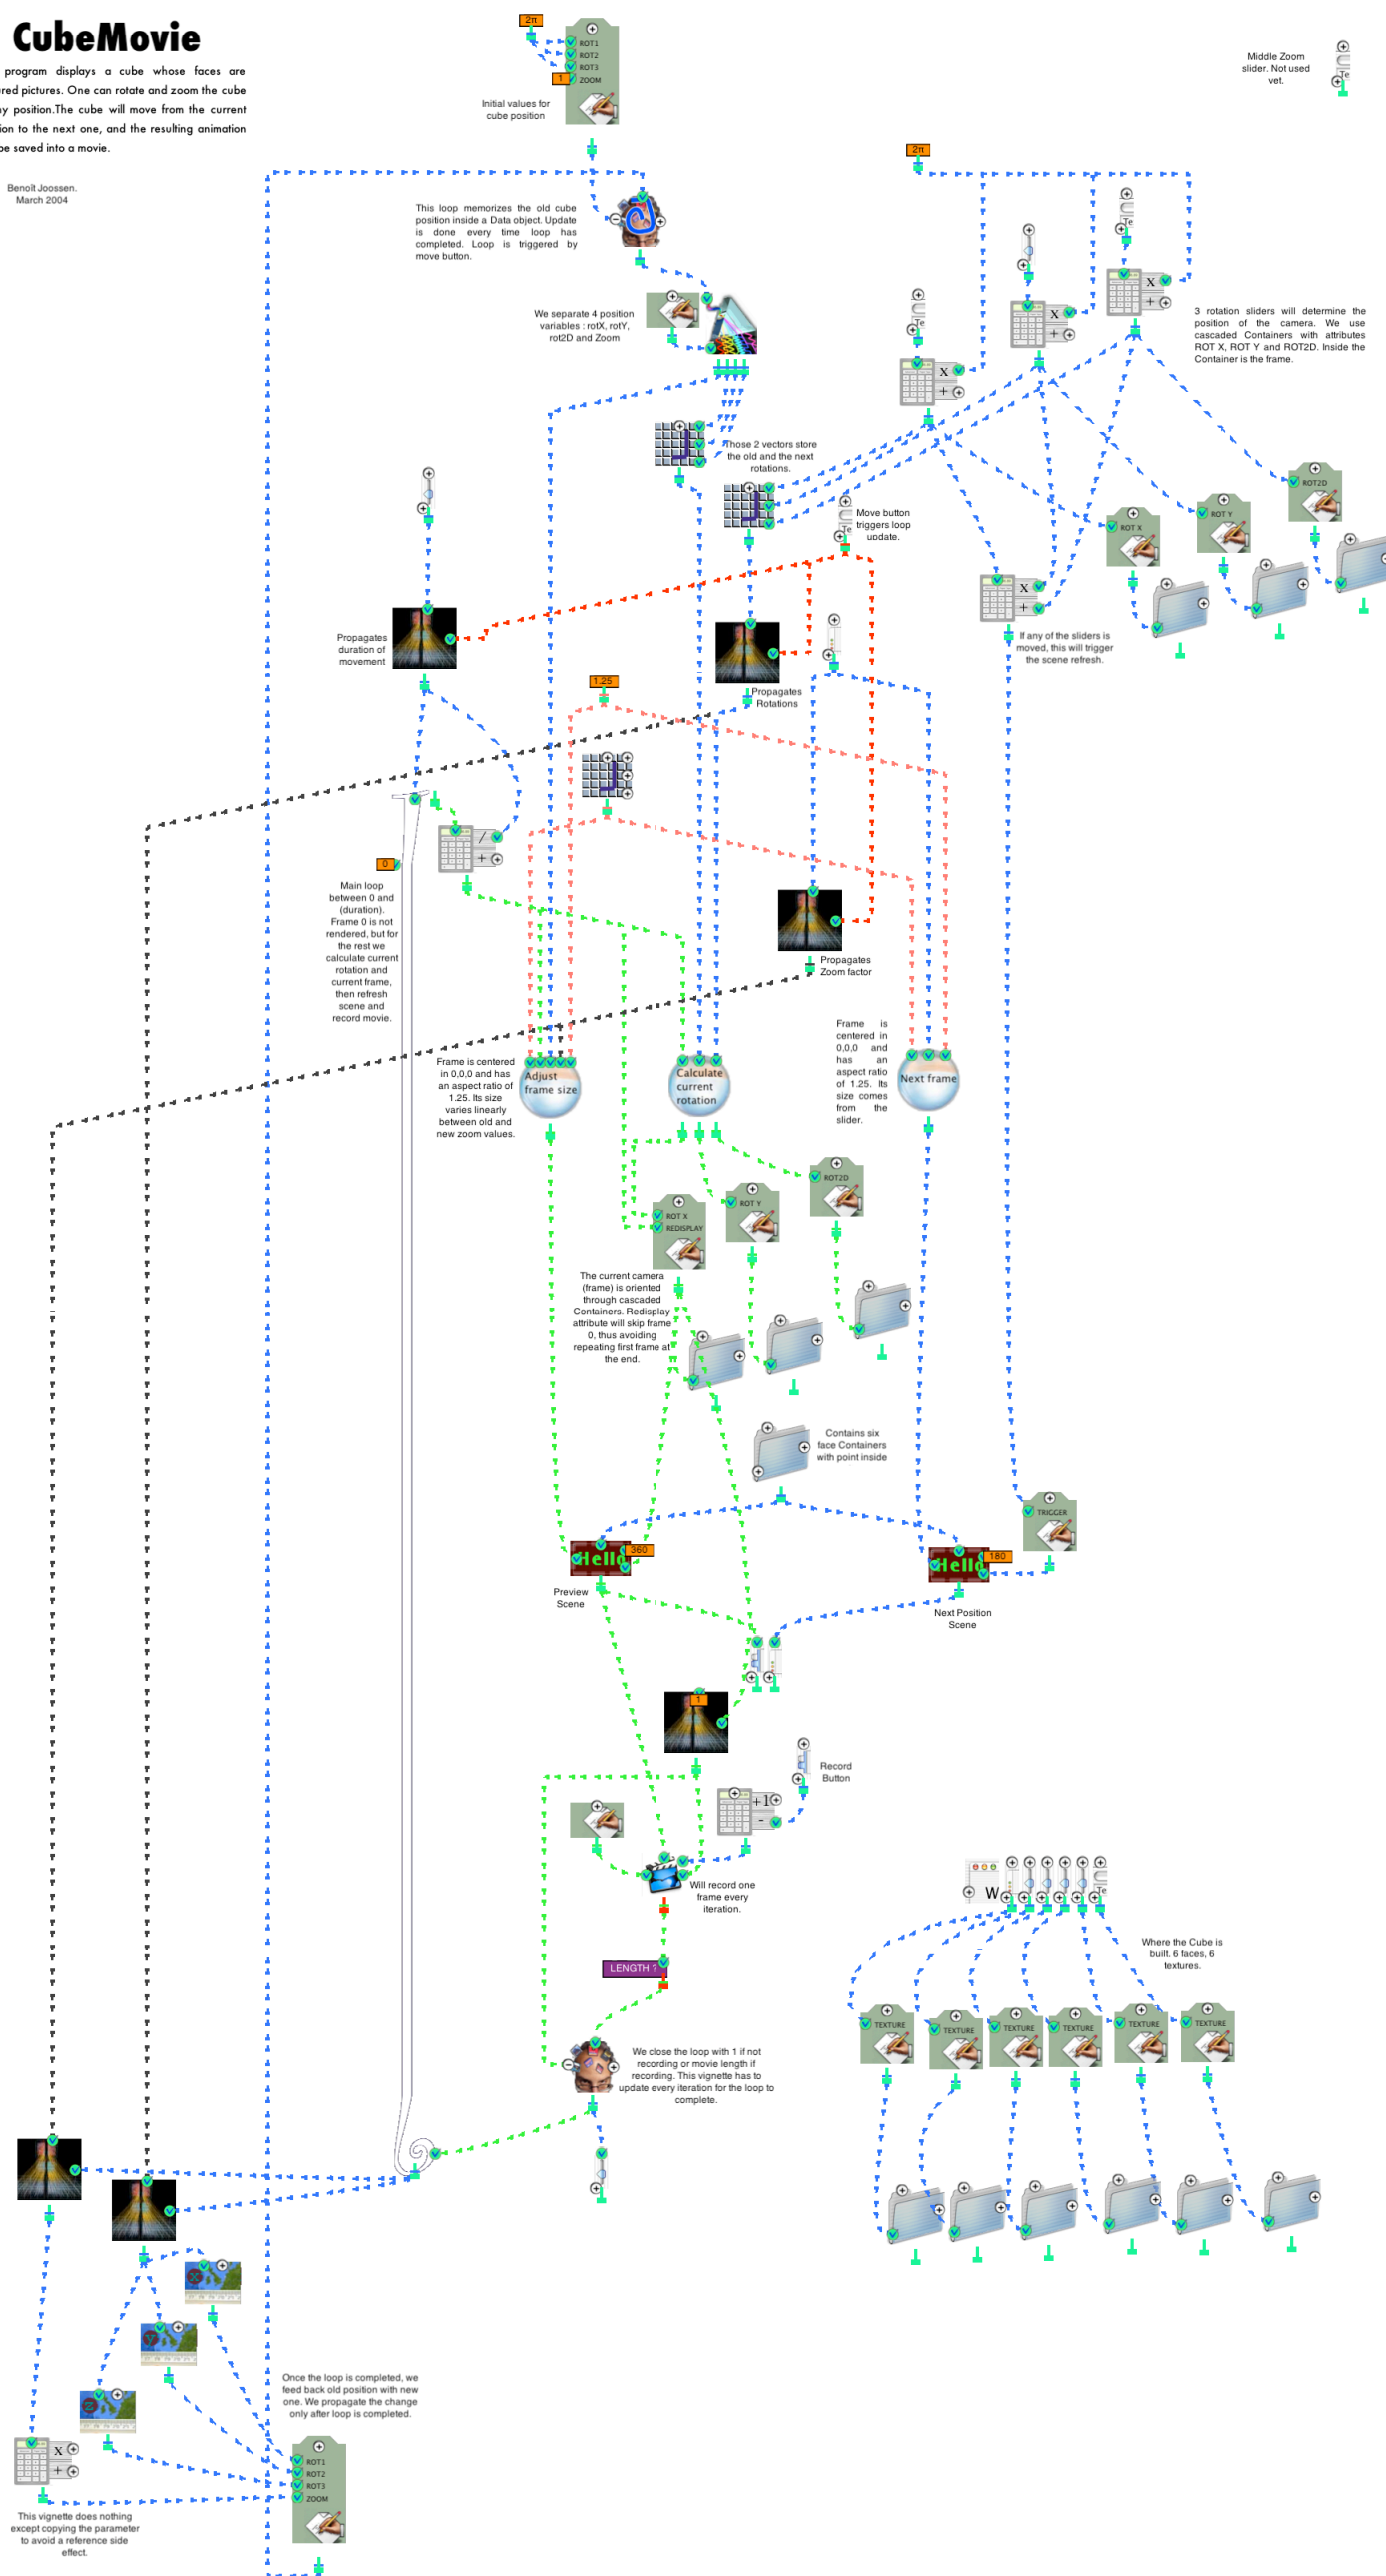 CubeMovie
program displays a cube whose faces are
red pictures. One can rotate and zoom the cube
ny position.The cube will move from the current
ion to the next one, and the resulting animation
be saved into a movie.
Benoît Joossen.
March 2004
2π
ROT1
ROT2
ROT3
1
ZOOM
Initial values for
cube position
Middle Zoom
slider. Not used
yet.
Te
2π
This loop memorizes the old cube
position inside a Data object. Update
is done every time loop has
completed. Loop is triggered by
move button.
We separate 4 position
variables : rotX, rotY,
rot2D and Zoom
Te
Te
X
+
X
+
X
+
3 rotation sliders will determine the
position of the camera. We use
cascaded Containers with attributes
ROT X, ROT Y and ROT2D. Inside the
Container is the frame.
Those 2 vectors store
the old and the next
rotations.
Te
Move button
triggers loop
update.
ROT X
ROT Y
ROT2D
X
+
If any of the sliders is
moved, this will trigger
the scene refresh.
Propagates
duration of
movement
Propagates
Rotations
1.25
/
+
0
Main loop
between 0 and
(duration).
Frame 0 is not
rendered, but for
the rest we
calculate current
rotation and
current frame,
then refresh
scene and
record movie.
Propagates
Zoom factor
Frame is centered
in 0,0,0 and has
an aspect ratio of
1.25. Its size
varies linearly
between old and
new zoom values.
Adjust
frame size
Calculate
current
rotation
Frame is
centered in
0,0,0 and
has an
aspect ratio
of 1.25. Its
size comes
from the
slider.
Next frame
ROT X
REDISPLAY
ROT Y
ROT2D
The current camera
(frame) is oriented
through cascaded
Containers. Redisplay
attribute will skip frame
0, thus avoiding
repeating first frame at
the end.
Contains six
face Containers
with point inside
TRIGGER
Hello
360
Preview
Scene
Hello
180
Next Position
Scene
1
Record
Button
+1
-
Will record one
frame every
iteration.
LENGTH ?
We close the loop with 1 if not
recording or movie length if
recording. This vignette has to
update every iteration for the loop to
complete.
W
Te
Where the Cube is
built. 6 faces, 6
textures.
TEXTURE
TEXTURE
TEXTURE
TEXTURE
TEXTURE
TEXTURE
X
Y
Z
Once the loop is completed, we
feed back old position with new
one. We propagate the change
only after loop is completed.
X
+
ROT1
ROT2
ROT3
ZOOM
This vignette does nothing
except copying the parameter
to avoid a reference side
effect.